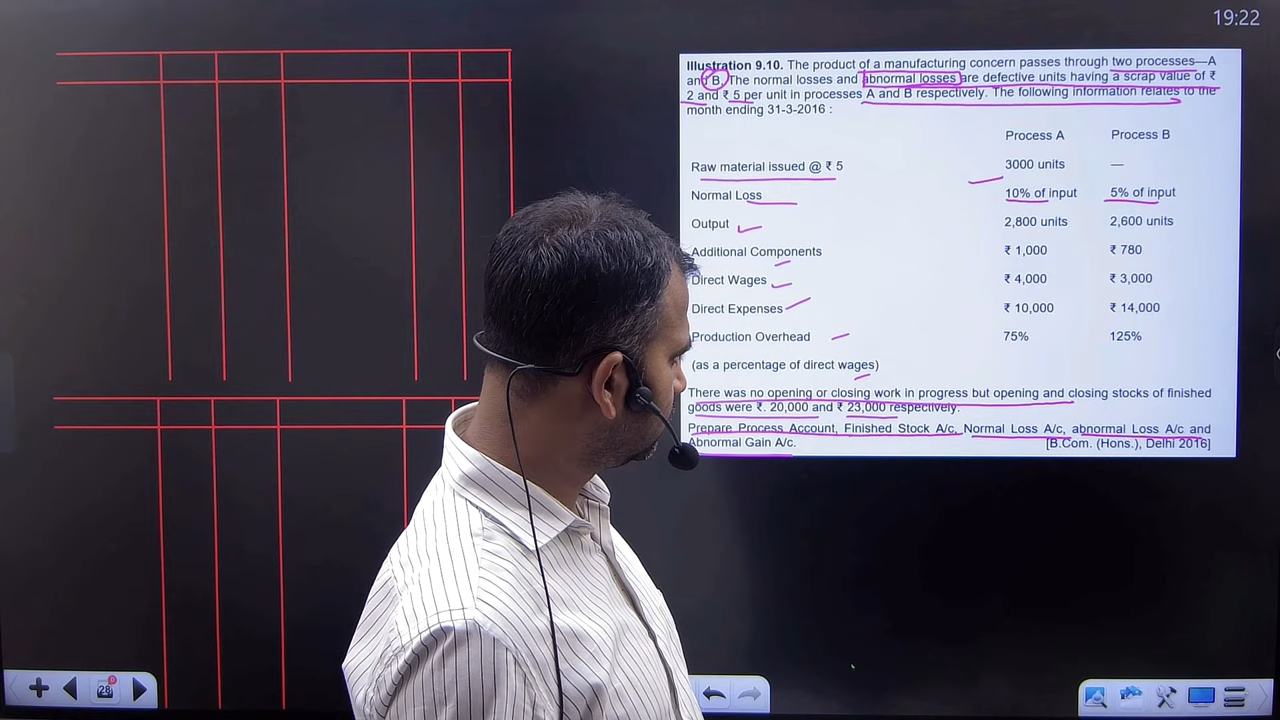 19:22
Illustration 9.10. The product of a manufacturing concern passes through two processes—A
and B. The normal losses and abnormal losses are defective units having a scrap value of ₹
2 and ₹ 5 per unit in processes A and B respectively. The following information relates to the
month ending 31-3-2016 :
Process A Process B
Raw material issued @ ₹ 5 3000 units —
Normal Loss 10% of input 5% of input
Output 2,800 units 2,600 units
Additional Components ₹ 1,000 ₹ 780
Direct Wages ₹ 4,000 ₹ 3,000
Direct Expenses ₹ 10,000 ₹ 14,000
Production Overhead 75% 125%
(as a percentage of direct wages)
There was no opening or closing work in progress but opening and closing stocks of finished
goods were ₹. 20,000 and ₹ 23,000 respectively.
Prepare Process Account, Finished Stock A/c, Normal Loss A/c, abnormal Loss A/c and
Abnormal Gain A/c. [B.Com. (Hons.), Delhi 2016]
28